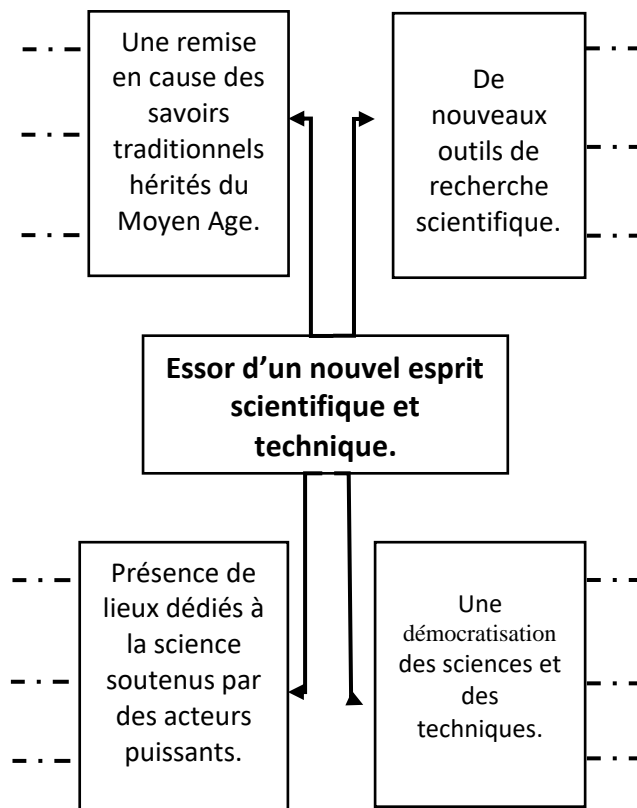 Une remise
en cause des
savoirs
traditionnels
hérités du
Moyen Age.
De
nouveaux
outils de
recherche
scientifique.
Essor d’un nouvel esprit
scientifique et
technique.
Présence de
lieux dédiés à
la science
soutenus par
des acteurs
puissants.
Une
démocratisation
des sciences et
des
techniques.